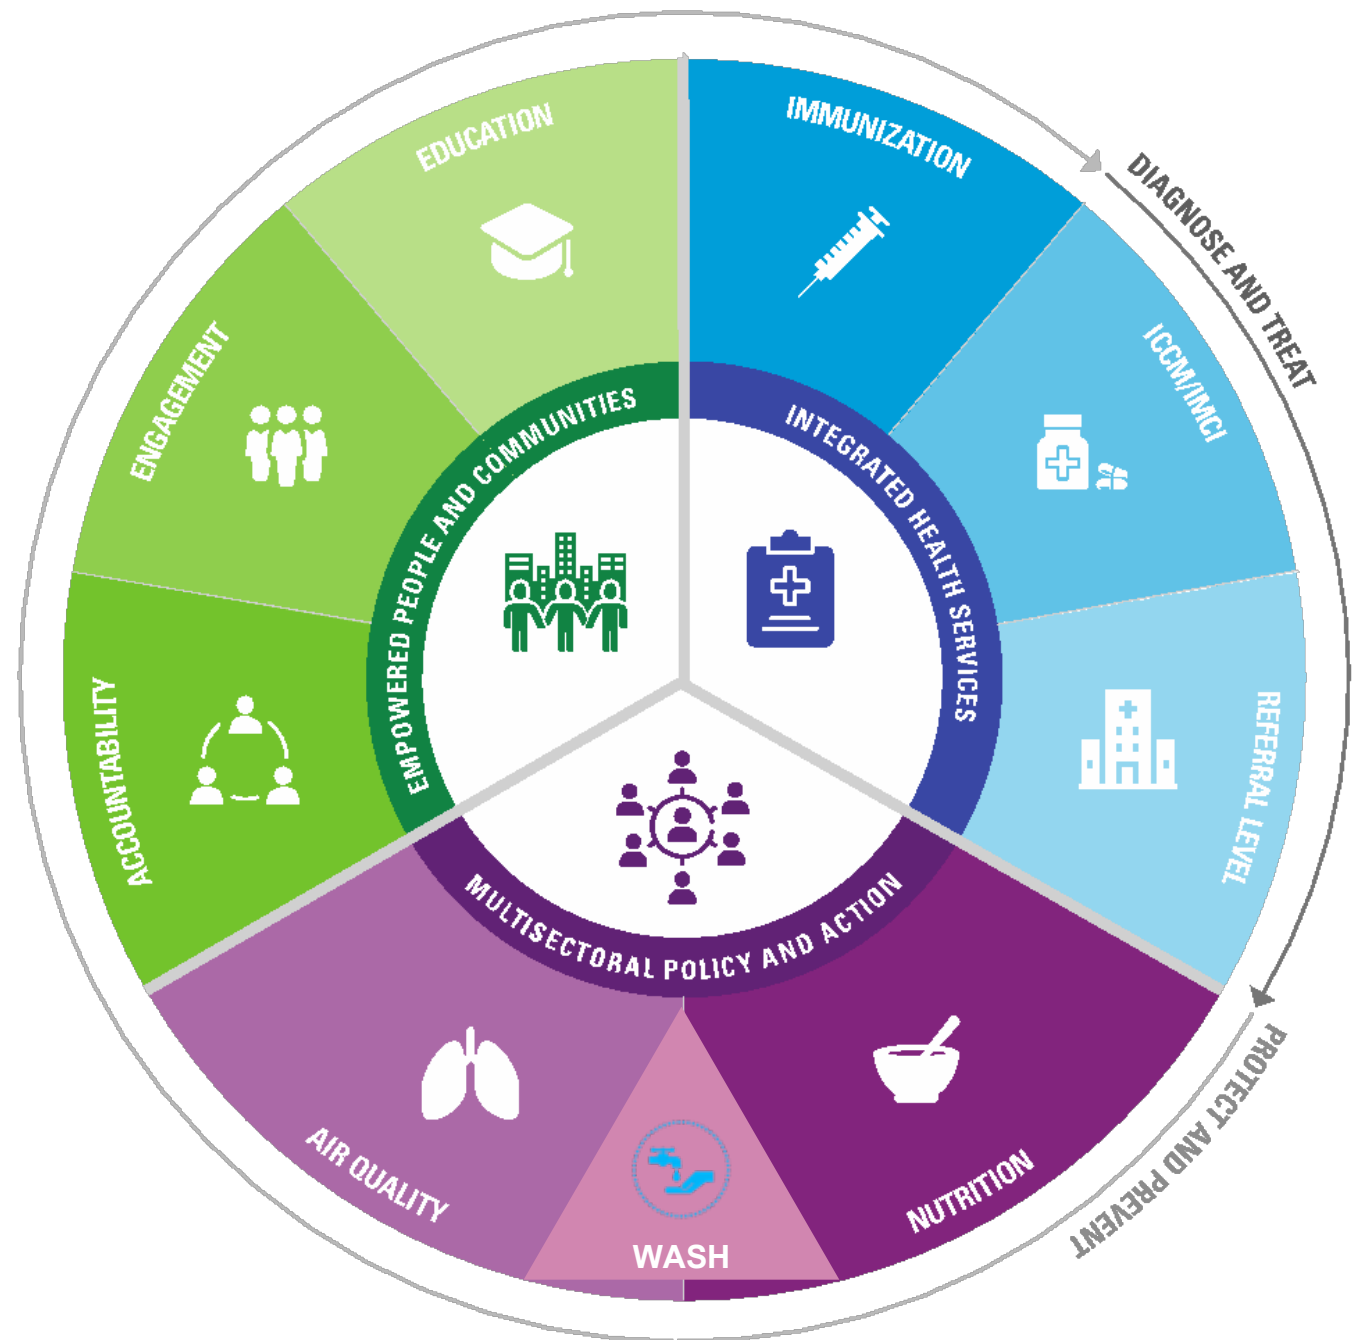 EDUCATION
IMMUNIZATION
DIAGNOSE AND TREAT
ENGAGEMENT
ICCM/IMCI
EMPOWERED PEOPLE AND COMMUNITIES
INTEGRATED HEALTH SERVICES
ACCOUNTABILITY
REFERRAL LEVEL
MULTISECTORAL POLICY AND ACTION
AIR QUALITY
NUTRITION
PROTECT AND PREVENT
WASH